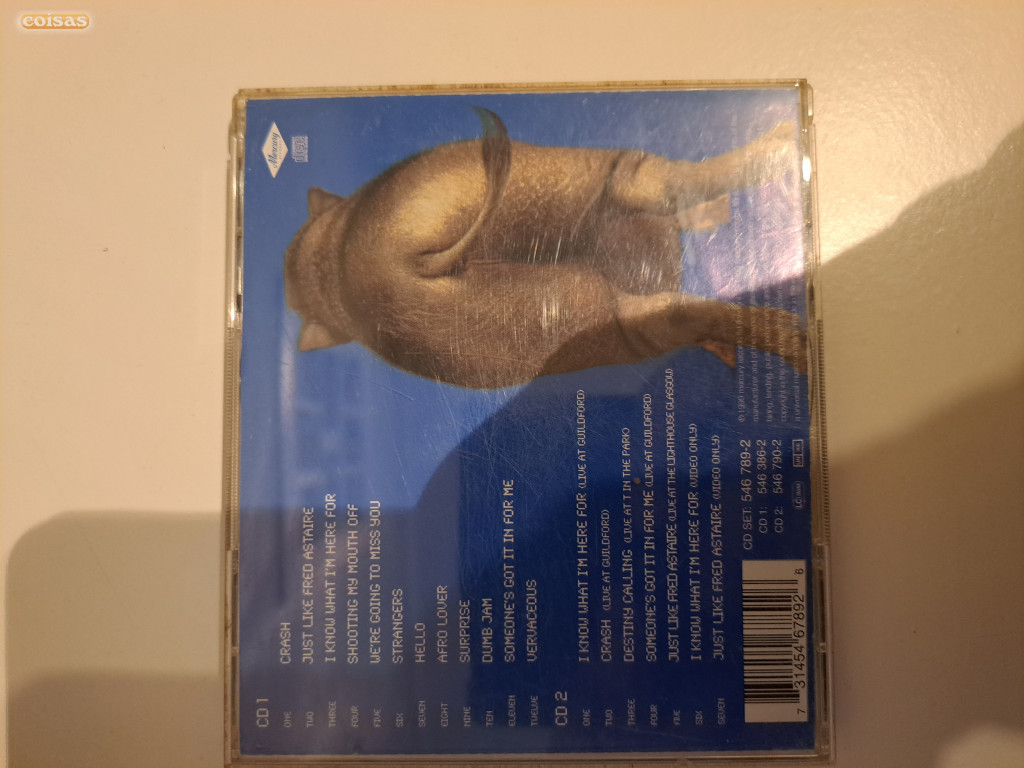 coisas
Mercury
CD 1
ONE CRASH
TWO JUST LIKE FRED ASTAIRE
THREE I KNOW WHAT I'M HERE FOR
FOUR SHOOTING MY MOUTH OFF
FIVE WE'RE GOING TO MISS YOU
SIX STRANGERS
SEVEN HELLO
EIGHT AFRO LOVER
NINE SURPRISE
TEN DUMB JAM
ELEVEN SOMEONE'S GOT IT IN FOR ME
TWELVE VERVACEOUS
CD 2
ONE I KNOW WHAT I'M HERE FOR (LIVE AT GUILDFORD)
TWO CRASH (LIVE AT GUILDFORD)
THREE DESTINY CALLING (LIVE AT T IN THE PARK)
FOUR SOMEONE'S GOT IT IN FOR ME (LIVE AT GUILDFORD)
FIVE JUST LIKE FRED ASTAIRE (LIVE AT THE LIGHTHOUSE GLASGOW)
SIX I KNOW WHAT I'M HERE FOR (VIDEO ONLY)
SEVEN JUST LIKE FRED ASTAIRE (VIDEO ONLY)
CD SET: 546 789-2
CD 1: 546 386-2
CD 2: 546 790-2
7 31454 67892 6